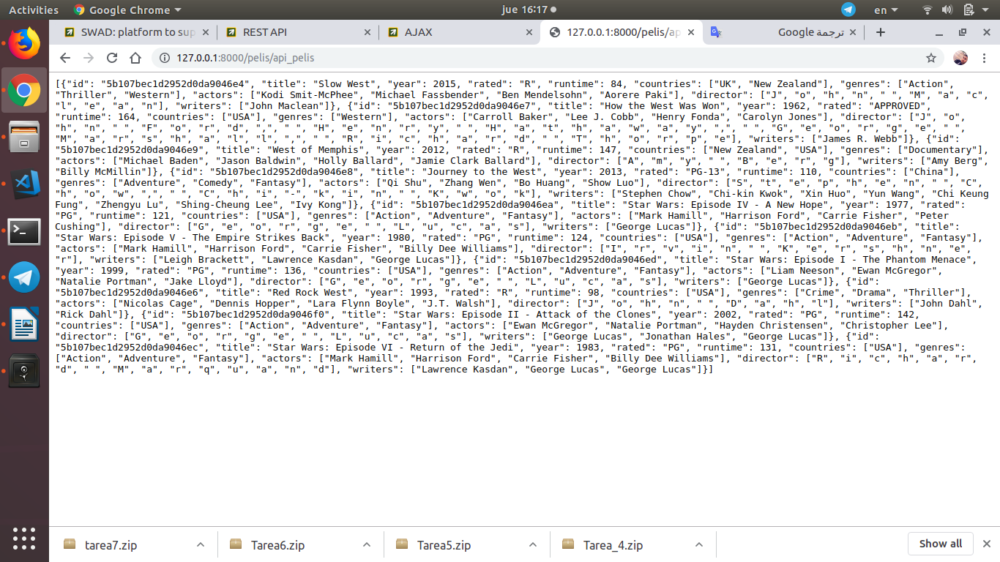 Activities
Google Chrome
jue 16:17
en
SWAD: platform to sup
REST API
AJAX
127.0.0.1:8000/pelis/ap
ترجمة Google
127.0.0.1:8000/pelis/api_pelis
[{"id": "5b107bec1d2952d0da9046e4", "title": "Slow West", "year": 2015, "rated": "R", "runtime": 84, "countries": ["UK", "New Zealand"], "genres": ["Action",
"Thriller", "Western"], "actors": ["Kodi Smit-McPhee", "Michael Fassbender", "Ben Mendelsohn", "Aorere Paki"], "director": ["J", "o", "h", "n", " ", "M", "a", "c",
"l", "e", "a", "n"], "writers": ["John Maclean"]}, {"id": "5b107bec1d2952d0da9046e7", "title": "How the West Was Won", "year": 1962, "rated": "APPROVED",
"runtime": 164, "countries": ["USA"], "genres": ["Western"], "actors": ["Carroll Baker", "Lee J. Cobb", "Henry Fonda", "Carolyn Jones"], "director": ["J", "o",
"h", "n", " ", "F", "o", "r", "d", ",", " ", "H", "e", "n", "r", "y", " ", "H", "a", "t", "h", "a", "w", "a", "y", ",", " ", "G", "e", "o", "r", "g", "e", " ",
"M", "a", "r", "s", "h", "a", "l", "l", ",", " ", "R", "i", "c", "h", "a", "r", "d", " ", "T", "h", "o", "r", "p", "e"], "writers": ["James R. Webb"]}, {"id":
"5b107bec1d2952d0da9046e9", "title": "West of Memphis", "year": 2012, "rated": "R", "runtime": 147, "countries": ["New Zealand", "USA"], "genres": ["Documentary"],
"actors": ["Michael Baden", "Jason Baldwin", "Holly Ballard", "Jamie Clark Ballard"], "director": ["A", "m", "y", " ", "B", "e", "r", "g"], "writers": ["Amy Berg",
"Billy McMillin"]}, {"id": "5b107bec1d2952d0da9046e8", "title": "Journey to the West", "year": 2013, "rated": "PG-13", "runtime": 110, "countries": ["China"],
"genres": ["Adventure", "Comedy", "Fantasy"], "actors": ["Qi Shu", "Zhang Wen", "Bo Huang", "Show Luo"], "director": ["S", "t", "e", "p", "h", "e", "n", " ", "C",
"h", "o", "w", ",", " ", "C", "h", "i", "-", "k", "i", "n", " ", "K", "w", "o", "k"], "writers": ["Stephen Chow", "Chi-kin Kwok", "Xin Huo", "Yun Wang", "Chi Keung
Fung", "Zhengyu Lu", "Shing-Cheung Lee", "Ivy Kong"]}, {"id": "5b107bec1d2952d0da9046ea", "title": "Star Wars: Episode IV - A New Hope", "year": 1977, "rated":
"PG", "runtime": 121, "countries": ["USA"], "genres": ["Action", "Adventure", "Fantasy"], "actors": ["Mark Hamill", "Harrison Ford", "Carrie Fisher", "Peter
Cushing"], "director": ["G", "e", "o", "r", "g", "e", " ", "L", "u", "c", "a", "s"], "writers": ["George Lucas"]}, {"id": "5b107bec1d2952d0da9046eb", "title":
"Star Wars: Episode V - The Empire Strikes Back", "year": 1980, "rated": "PG", "runtime": 124, "countries": ["USA"], "genres": ["Action", "Adventure", "Fantasy"],
"actors": ["Mark Hamill", "Harrison Ford", "Carrie Fisher", "Billy Dee Williams"], "director": ["I", "r", "v", "i", "n", " ", "K", "e", "r", "s", "h", "n", "e",
"r"], "writers": ["Leigh Brackett", "Lawrence Kasdan", "George Lucas"]}, {"id": "5b107bec1d2952d0da9046ed", "title": "Star Wars: Episode I - The Phantom Menace",
"year": 1999, "rated": "PG", "runtime": 136, "countries": ["USA"], "genres": ["Action", "Adventure", "Fantasy"], "actors": ["Liam Neeson", "Ewan McGregor",
"Natalie Portman", "Jake Lloyd"], "director": ["G", "e", "o", "r", "g", "e", " ", "L", "u", "c", "a", "s"], "writers": ["George Lucas"]}, {"id":
"5b107bec1d2952d0da9046e6", "title": "Red Rock West", "year": 1993, "rated": "R", "runtime": 98, "countries": ["USA"], "genres": ["Crime", "Drama", "Thriller"],
"actors": ["Nicolas Cage", "Dennis Hopper", "Lara Flynn Boyle", "J.T. Walsh"], "director": ["J", "o", "h", "n", " ", "D", "a", "h", "l"], "writers": ["John Dahl",
"Rick Dahl"]}, {"id": "5b107bec1d2952d0da9046f0", "title": "Star Wars: Episode II - Attack of the Clones", "year": 2002, "rated": "PG", "runtime": 142,
"countries": ["USA"], "genres": ["Action", "Adventure", "Fantasy"], "actors": ["Ewan McGregor", "Natalie Portman", "Hayden Christensen", "Christopher Lee"],
"director": ["G", "e", "o", "r", "g", "e", " ", "L", "u", "c", "a", "s"], "writers": ["George Lucas", "Jonathan Hales", "George Lucas"]}, {"id":
"5b107bec1d2952d0da9046ec", "title": "Star Wars: Episode VI - Return of the Jedi", "year": 1983, "rated": "PG", "runtime": 131, "countries": ["USA"], "genres":
["Action", "Adventure", "Fantasy"], "actors": ["Mark Hamill", "Harrison Ford", "Carrie Fisher", "Billy Dee Williams"], "director": ["R", "i", "c", "h", "a", "r",
"d", " ", "M", "a", "r", "q", "u", "a", "n", "d"], "writers": ["Lawrence Kasdan", "George Lucas", "George Lucas"]}]
tarea7.zip
Tarea6.zip
Tarea5.zip
Tarea_4.zip
Show all